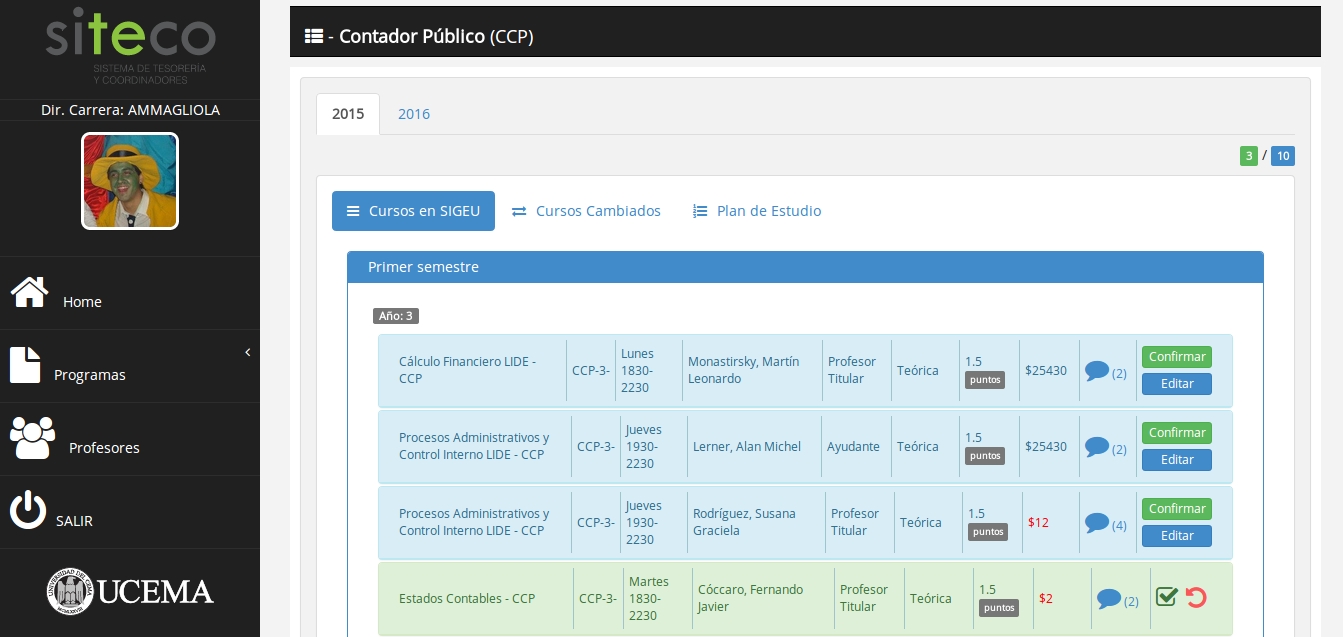 siteco
SISTEMA DE TESORERÍA
Y COORDINADORES
Dir. Carrera: AMMAGLIOLA
Home
Programas
Profesores
SALIR
UCEMA
- Contador Público (CCP)
2015 2016
3 / 10
Cursos en SIGEU Cursos Cambiados Plan de Estudio
Primer semestre
Año: 3
Cálculo Financiero LIDE -
CCP
CCP-3-
Lunes
1830-
2230
Monastirsky, Martín
Leonardo
Profesor
Titular
Teórica
1.5
puntos
$25430
(2)
Confirmar
Editar
Procesos Administrativos y
Control Interno LIDE - CCP
CCP-3-
Jueves
1930-
2230
Lerner, Alan Michel
Ayudante
Teórica
1.5
puntos
$25430
(2)
Confirmar
Editar
Procesos Administrativos y
Control Interno LIDE - CCP
CCP-3-
Jueves
1930-
2230
Rodríguez, Susana
Graciela
Profesor
Titular
Teórica
1.5
puntos
$12
(4)
Confirmar
Editar
Estados Contables - CCP
CCP-3-
Martes
1830-
2230
Cóccaro, Fernando
Javier
Profesor
Titular
Teórica
1.5
puntos
$2
(2)